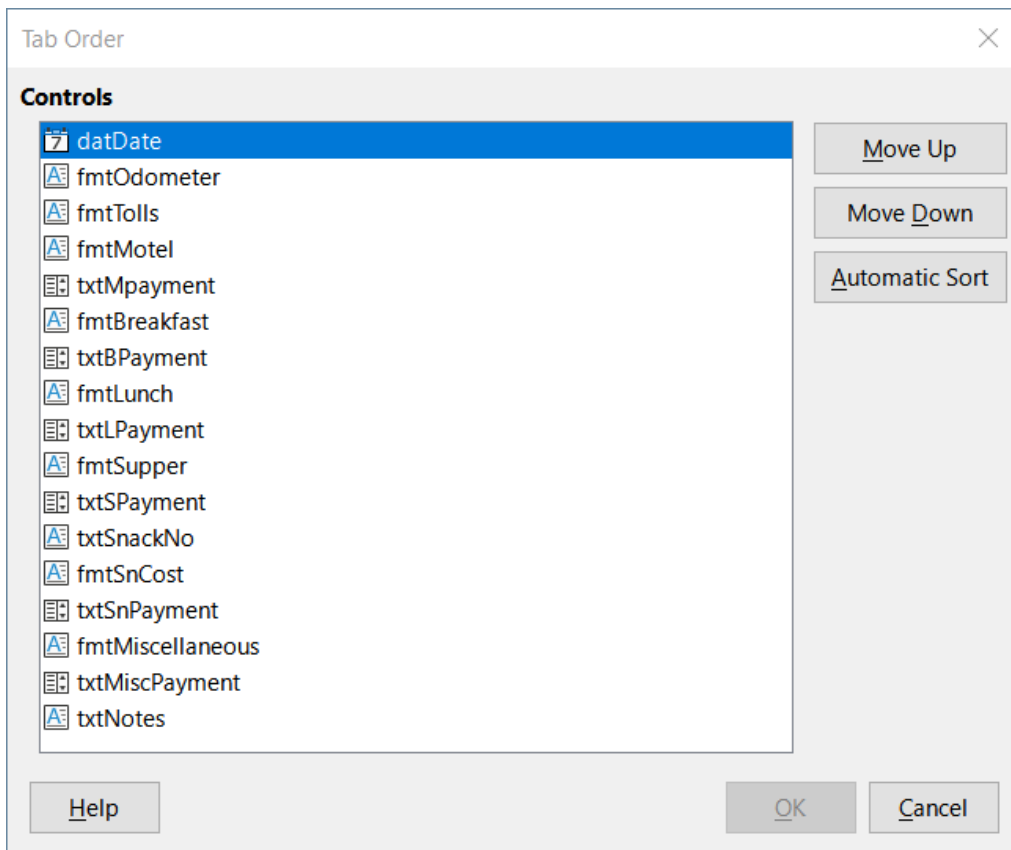 Tab Order
Controls
7 datDate
fmtOdometer
fmtTolls
fmtMotel
txtMpayment
fmtBreakfast
txtBPayment
fmtLunch
txtLPayment
fmtSupper
txtSPayment
txtSnackNo
fmtSnCost
txtSnPayment
fmtMiscellaneous
txtMiscPayment
txtNotes
Move Up
Move Down
Automatic Sort
Help
OK
Cancel